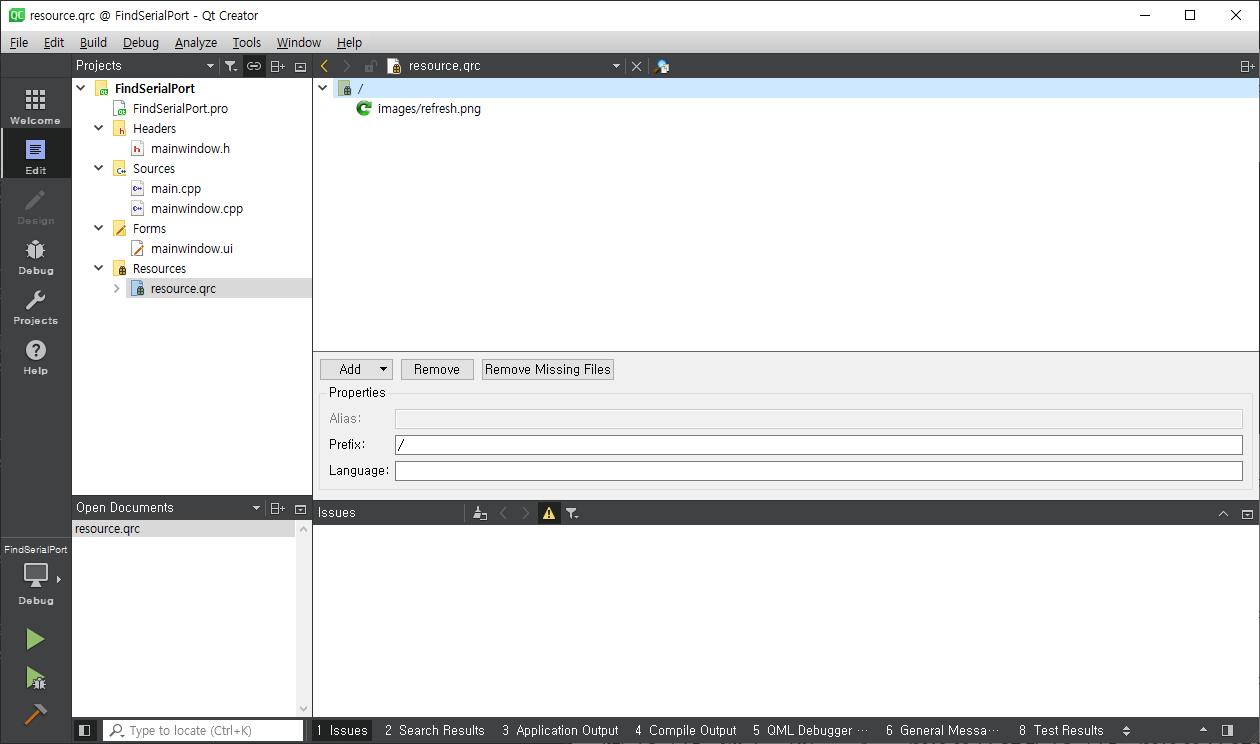 resource.qrc @ FindSerialPort - Qt Creator
File Edit Build Debug Analyze Tools Window Help
Projects
resource.qrc
Welcome
Edit
Design
Debug
Projects
Help
FindSerialPort
FindSerialPort.pro
Headers
mainwindow.h
Sources
main.cpp
mainwindow.cpp
Forms
mainwindow.ui
Resources
resource.qrc
/
images/refresh.png
Add Remove Remove Missing Files
Properties
Alias:
Prefix: /
Language:
Open Documents
resource.qrc
Issues
FindSerialPort
Debug
Type to locate (Ctrl+K)
1 Issues 2 Search Results 3 Application Output 4 Compile Output 5 QML Debugger ··· 6 General Messa··· 8 Test Results